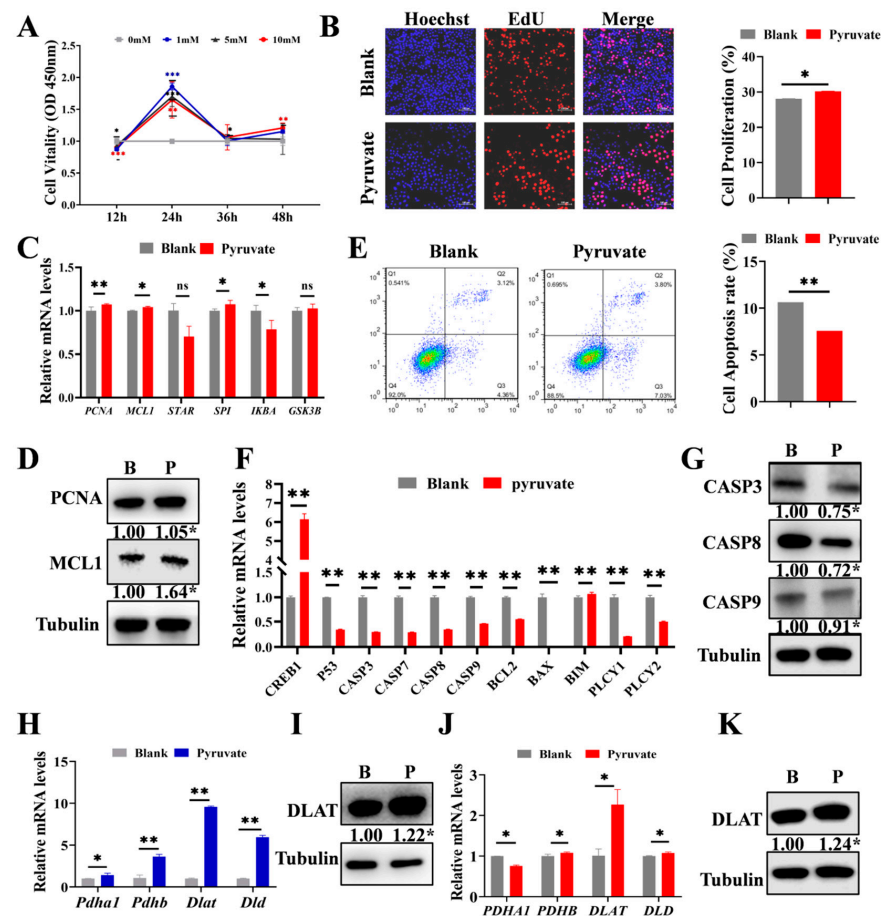 A
0mM 1mM 5mM 10mM
Cell Vitality (OD 450nm)
2.5
2.0
1.5
1.0
0.5
0.0
***
***
**
*
***
*
**
12h 24h 36h 48h
B
Hoechst EdU Merge
Blank
Pyruvate
Blank Pyruvate
Cell Proliferation (%)
40
30
20
10
0
*
C
Blank Pyruvate
Relative mRNA levels
1.5
1.0
0.5
0.0
** * ns * * ns
PCNA MCL1 STAR SPI IKBA GSK3B
E
Blank Pyruvate
Q1
0.541%
Q2
3.12%
Q4
92.0%
Q3
4.36%
Q1
0.695%
Q2
3.80%
Q4
88.5%
Q3
7.03%
Blank
Pyruvate
Cell Apoptosis rate (%)
15
10
5
0
**
D
B P
PCNA
1.00 1.05*
MCL1
1.00 1.64*
Tubulin
F
Blank pyruvate
Relative mRNA levels
8
7
6
5
4
1.5
1.0
0.5
0.0
** ** ** ** ** ** ** ** ** ** **
CREB1 P53 CASP3 CASP7 CASP8 CASP9 BCL2 BAX BIM PLCY1 PLCY2
G
B P
CASP3
1.00 0.75*
CASP8
1.00 0.72*
CASP9
1.00 0.91*
Tubulin
H
Blank Pyruvate
Relative mRNA levels
15
10
5
0
* ** ** **
Pdha1 Pdhb Dlat Dld
I
B P
DLAT
1.00 1.22*
Tubulin
J
Blank Pyruvate
Relative mRNA levels
4
3
2
1
0
* * * *
PDHA1 PDHB DLAT DLD
K
B P
DLAT
1.00 1.24*
Tubulin